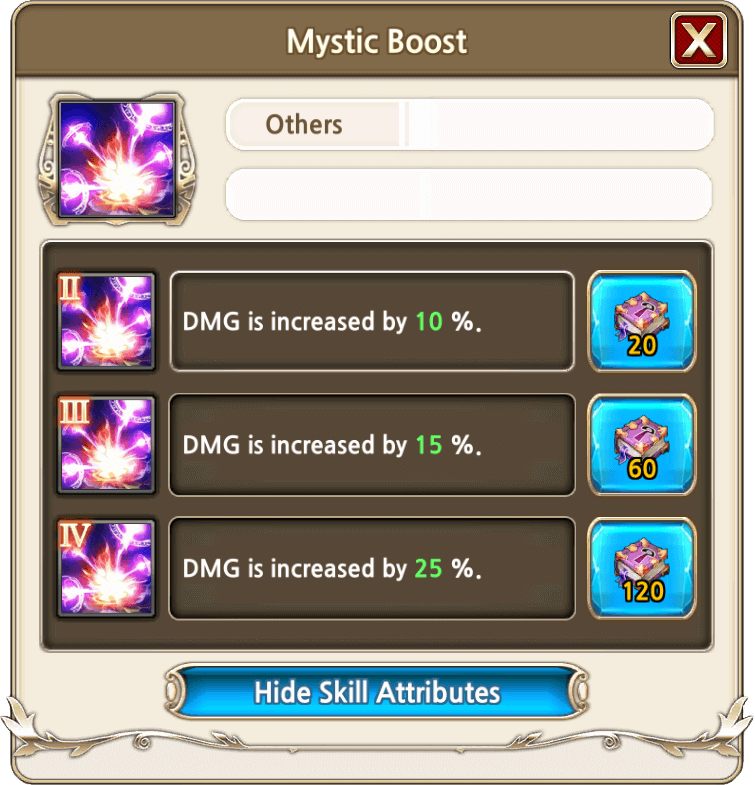 Mystic Boost
X
Others
II
DMG is increased by 10 %.
20
III
DMG is increased by 15 %.
60
IV
DMG is increased by 25 %.
120
Hide Skill Attributes